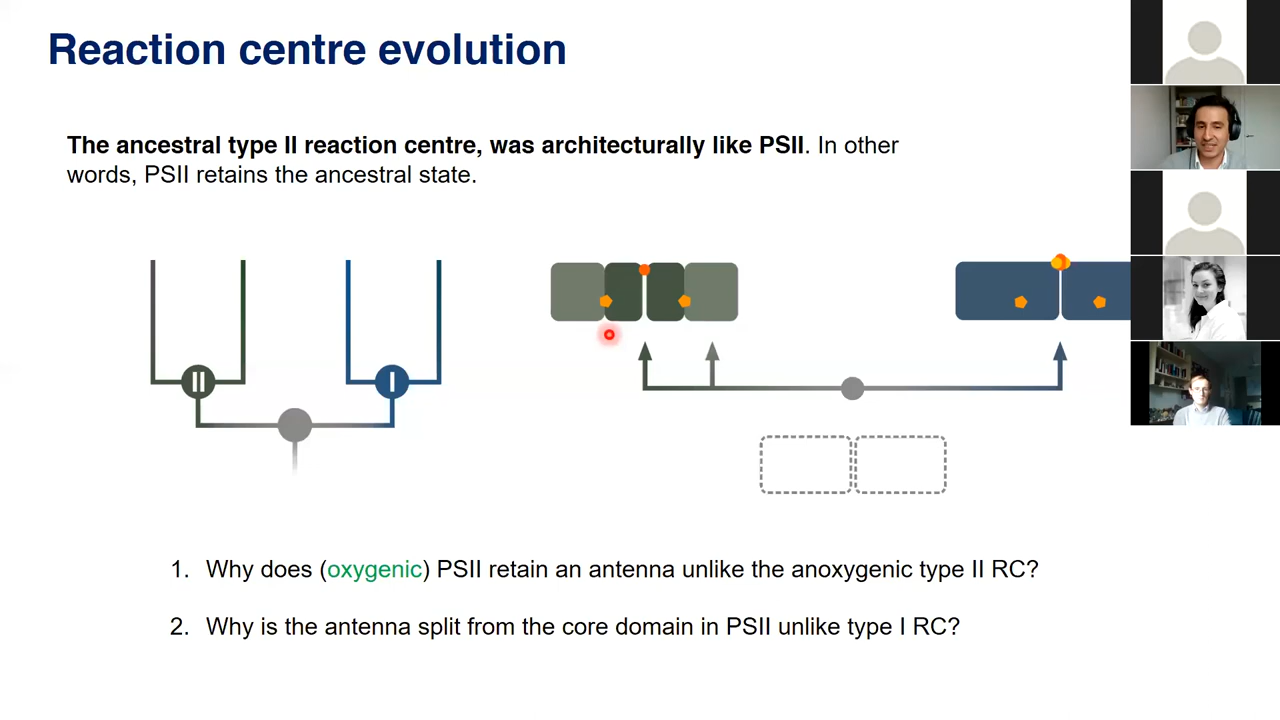 Reaction centre evolution
The ancestral type II reaction centre, was architecturally like PSII. In other
words, PSII retains the ancestral state.
II
I
1. Why does (oxygenic) PSII retain an antenna unlike the anoxygenic type II RC?
2. Why is the antenna split from the core domain in PSII unlike type I RC?